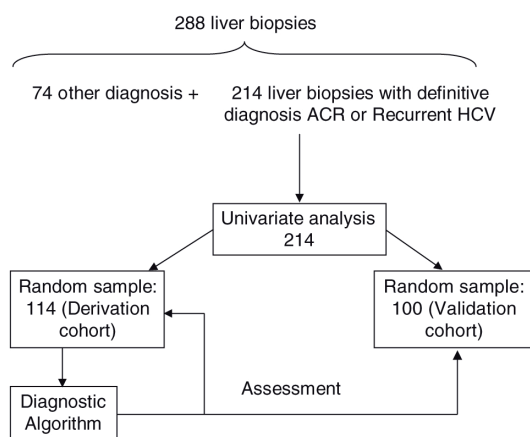 288 liver biopsies
74 other diagnosis +
214 liver biopsies with definitive
diagnosis ACR or Recurrent HCV
Univariate analysis
214
Random sample:
114 (Derivation
cohort)
Random sample:
100 (Validation
cohort)
Assessment
Diagnostic
Algorithm